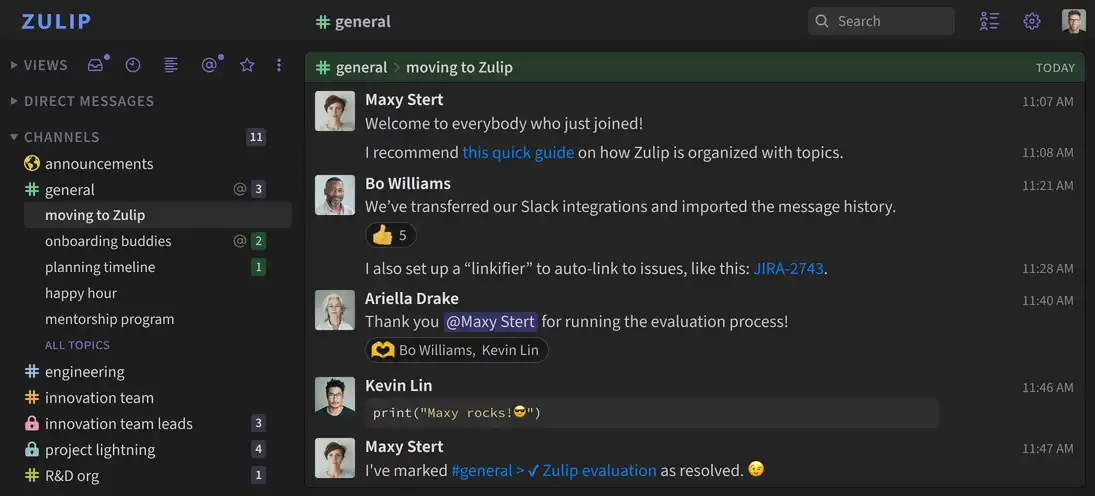 ZULIP
# general
Search
VIEWS
DIRECT MESSAGES
CHANNELS 11
announcements
# general @ 3
moving to Zulip
onboarding buddies @ 2
planning timeline 1
happy hour
mentorship program
ALL TOPICS
# engineering
# innovation team
innovation team leads 3
project lightning 4
# R&D org 1
# general > moving to Zulip TODAY
Maxy Stert 11:07 AM
Welcome to everybody who just joined!
I recommend this quick guide on how Zulip is organized with topics. 11:08 AM
Bo Williams 11:21 AM
We’ve transferred our Slack integrations and imported the message history.
👍 5
I also set up a “linkifier” to auto-link to issues, like this: JIRA-2743. 11:28 AM
Ariella Drake 11:40 AM
Thank you @Maxy Stert for running the evaluation process!
Bo Williams, Kevin Lin
Kevin Lin 11:46 AM
print("Maxy rocks!😎")
Maxy Stert 11:47 AM
I've marked #general > ✓ Zulip evaluation as resolved. 😉